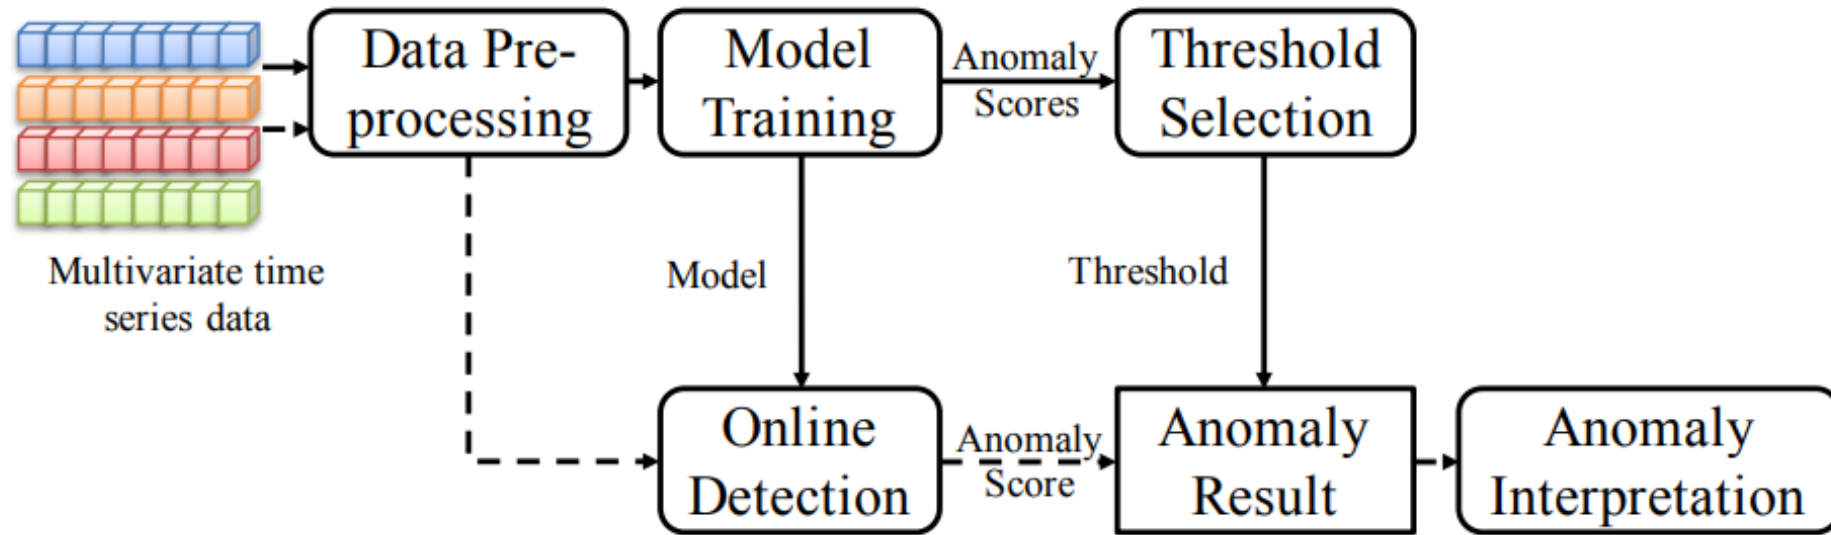 Data Pre-
processing
Model
Training
Anomaly
Scores
Threshold
Selection
Multivariate time
series data
Model
Threshold
Online
Detection
Anomaly
Score
Anomaly
Result
Anomaly
Interpretation